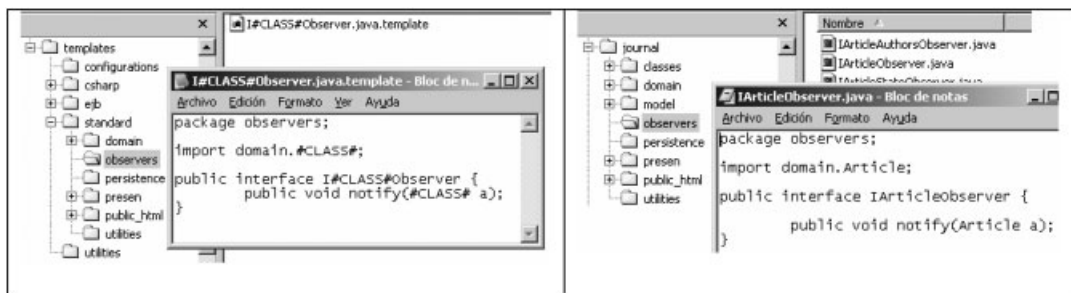 I#CLASS#Observer.java.template
templates
configurations
csharp
ejb
standard
domain
observers
persistence
presen
public_html
utilities
utilities
I#CLASS#Observer.java.template - Bloc de n...
Archivo Edición Formato Ver Ayuda
package observers;
import domain.#CLASS#;
public interface I#CLASS#Observer {
public void notify(#CLASS# a);
}
journal
classes
domain
model
observers
persistence
presen
public_html
utilities
Nombre
IArticleAuthorsObserver.java
IArticleObserver.java
IArticleStateObserver.java
IArticleObserver.java - Bloc de notas
Archivo Edición Formato Ver Ayuda
package observers;
import domain.Article;
public interface IArticleObserver {
public void notify(Article a);
}